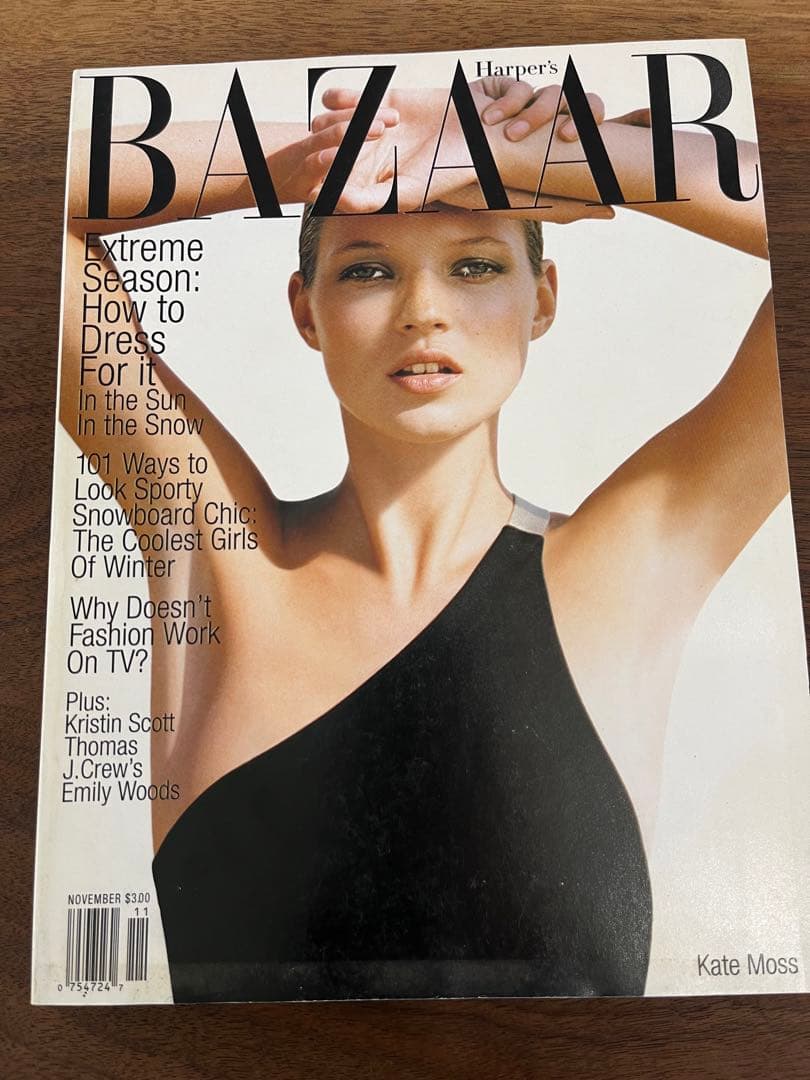 Harper's
BAZAAR
Extreme
Season:
How to
Dress
For it
In the Sun
In the Snow
101 Ways to
Look Sporty
Snowboard Chic:
The Coolest Girls
Of Winter
Why Doesn't
Fashion Work
On TV?
Plus:
Kristin Scott
Thomas
J.Crew's
Emily Woods
NOVEMBER $3.00
11
0 754724 7
Kate Moss